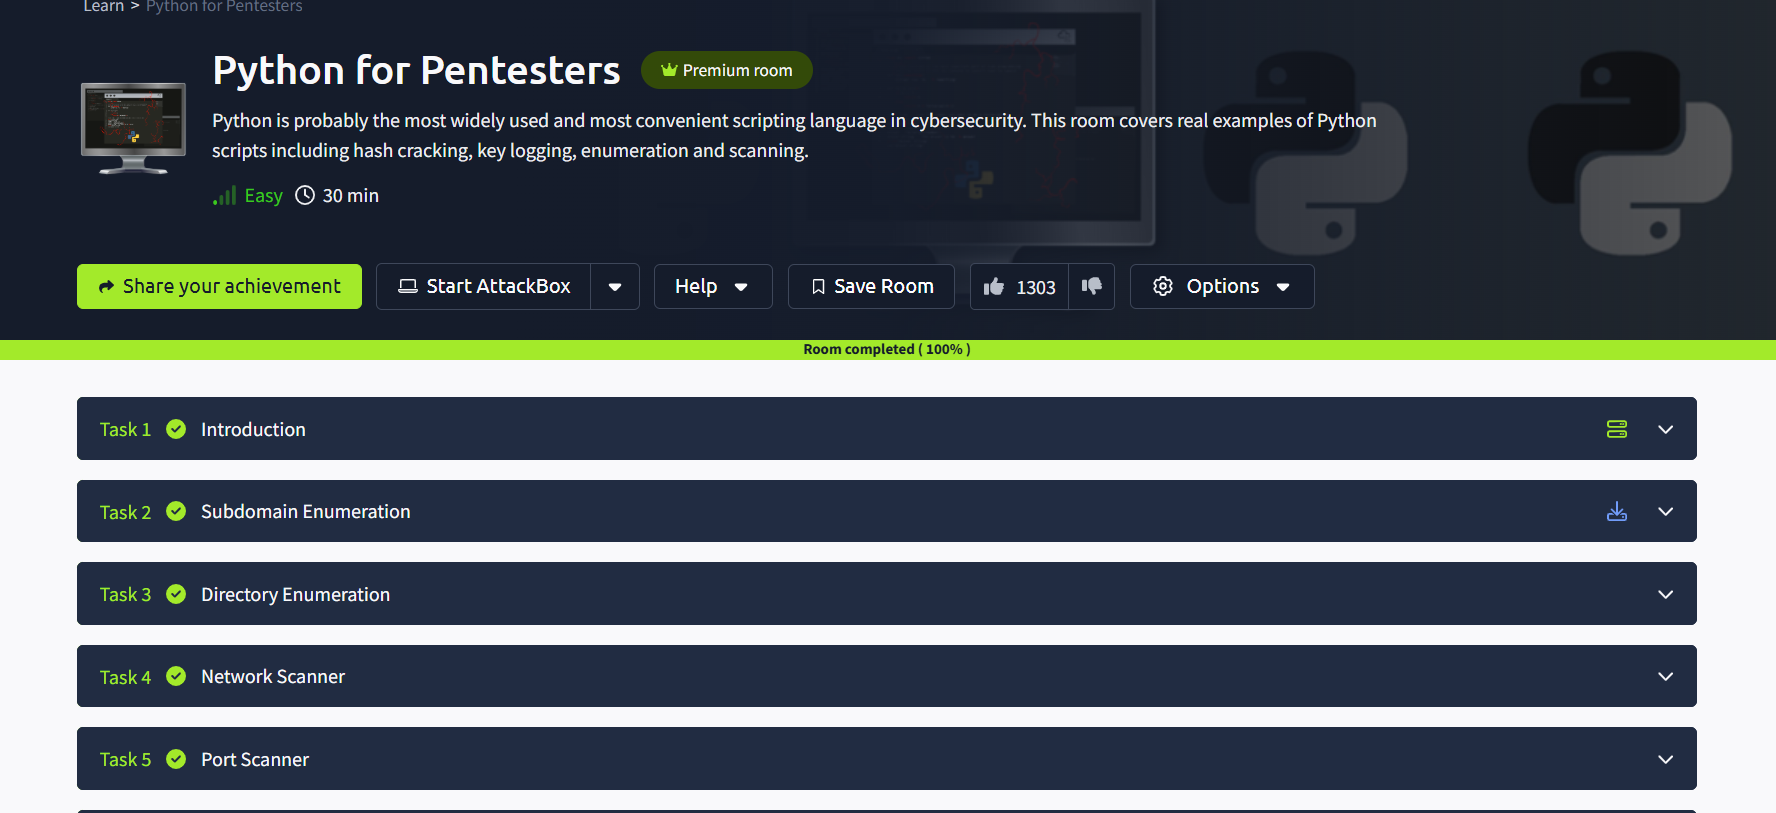 Learn > Python for Pentesters
Python for Pentesters
Premium room
Python is probably the most widely used and most convenient scripting language in cybersecurity. This room covers real examples of Python
scripts including hash cracking, key logging, enumeration and scanning.
Easy 30 min
Share your achievement Start AttackBox Help Save Room 1303 Options
Room completed ( 100% )
Task 1 Introduction
Task 2 Subdomain Enumeration
Task 3 Directory Enumeration
Task 4 Network Scanner
Task 5 Port Scanner